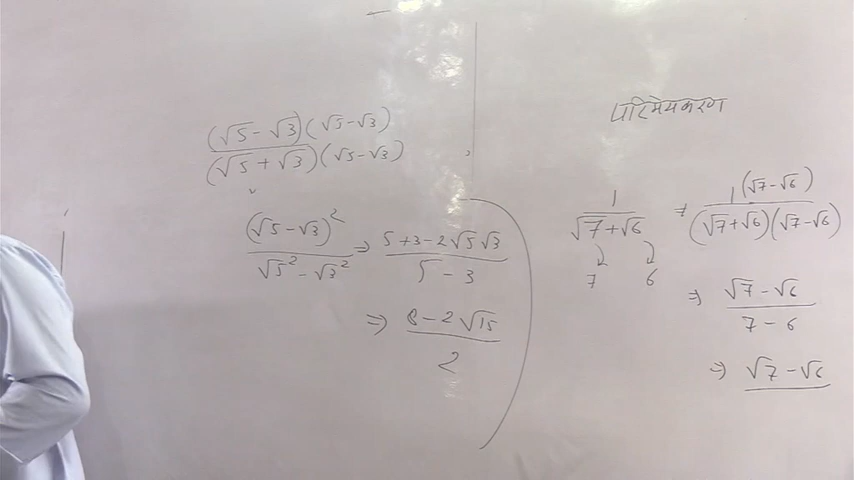 (√5 - √3)(√5-√3)
(√5 + √3)(√5-√3)
(√5 - √3)²
√5² - √3²
⇒ 5+3-2√5√3
5 - 3
⇒ 8-2√15
2
परिमेयकरण
1
√7+√6
7 6
⇒ 1(√7-√6)
(√7+√6)(√7-√6)
⇒ √7-√6
7-6
⇒ √7-√6